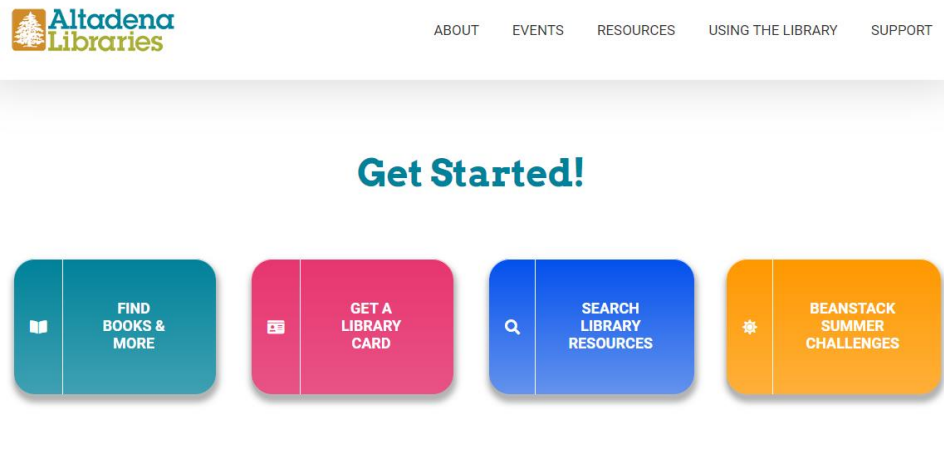 Altadena
Libraries
ABOUT EVENTS RESOURCES USING THE LIBRARY SUPPORT
Get Started!
FIND
BOOKS &
MORE
GET A
LIBRARY
CARD
SEARCH
LIBRARY
RESOURCES
BEANSTACK
SUMMER
CHALLENGES